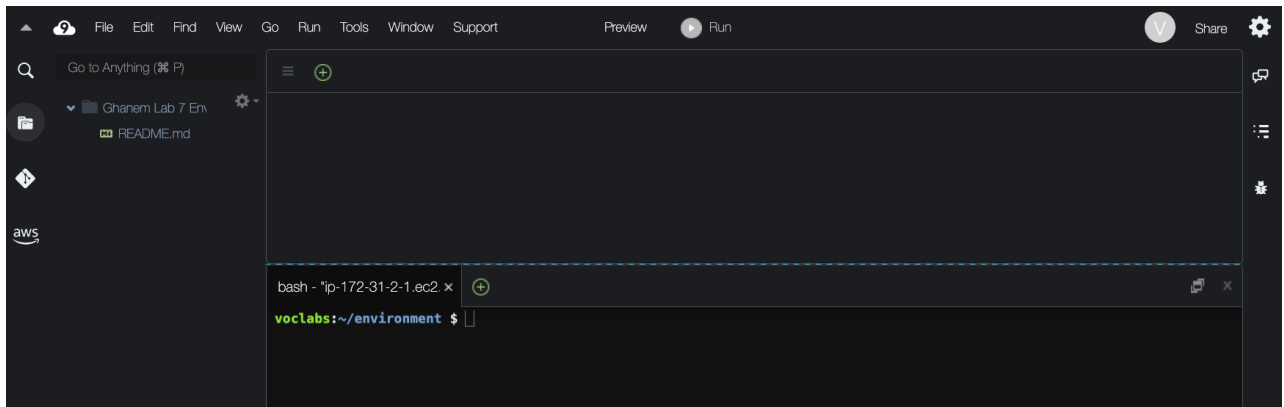 9 File Edit Find View Go Run Tools Window Support Preview Run V Share
Go to Anything (⌘ P)
Ghanem Lab 7 Env
README.md
aws
bash - "ip-172-31-2-1.ec2.
voclabs:~/environment $